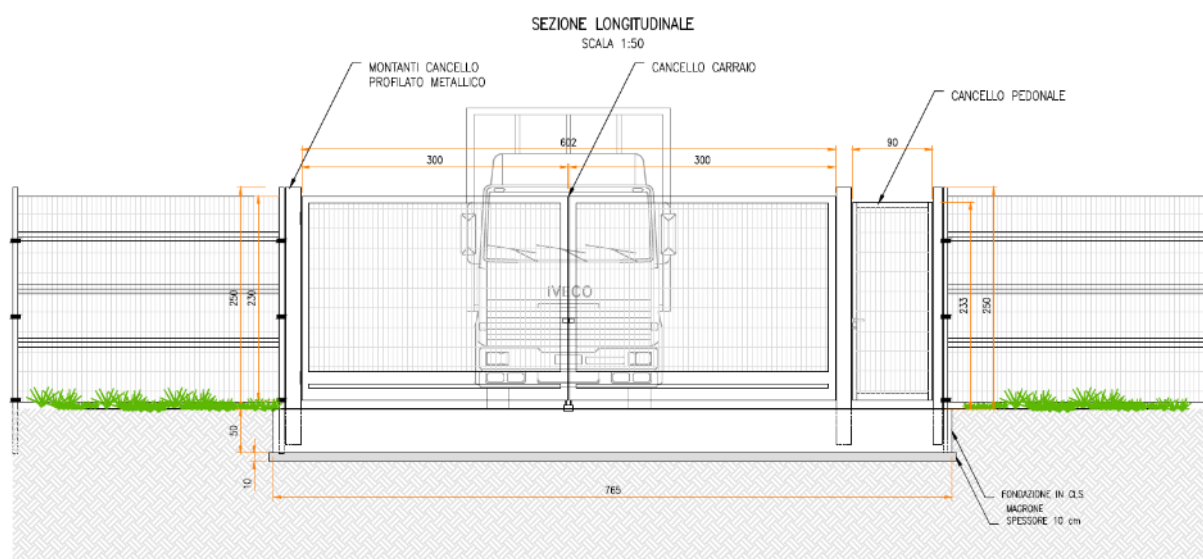 SEZIONE LONGITUDINALE
SCALA 1:50
MONTANTI CANCELLO
PROFILATO METALLICO
CANCELLO CARRAIO
CANCELLO PEDONALE
602
90
300
300
250
230
IVECO
233
250
50
10
765
FONDAZIONE IN CLS
MAGRONE
SPESSORE 10 cm